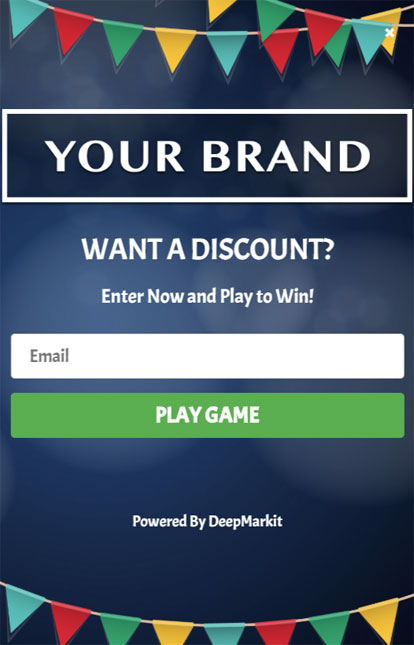 YOUR BRAND
WANT A DISCOUNT?
Enter Now and Play to Win!
Email
PLAY GAME
Powered By DeepMarkit